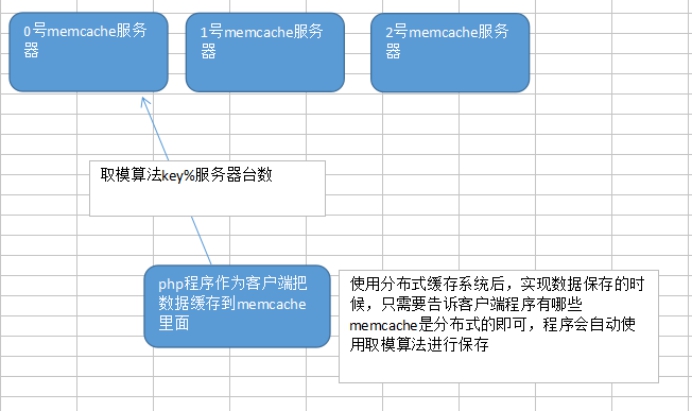 0号memcache服务
器
1号memcache服务
器
2号memcache服务
器
取模算法key%服务器台数
php程序作为客户端把
数据缓存到memcache
里面
使用分布式缓存系统后，实现数据保存的时
候，只需要告诉客户端程序有哪些
memcache是分布式的即可，程序会自动使
用取模算法进行保存